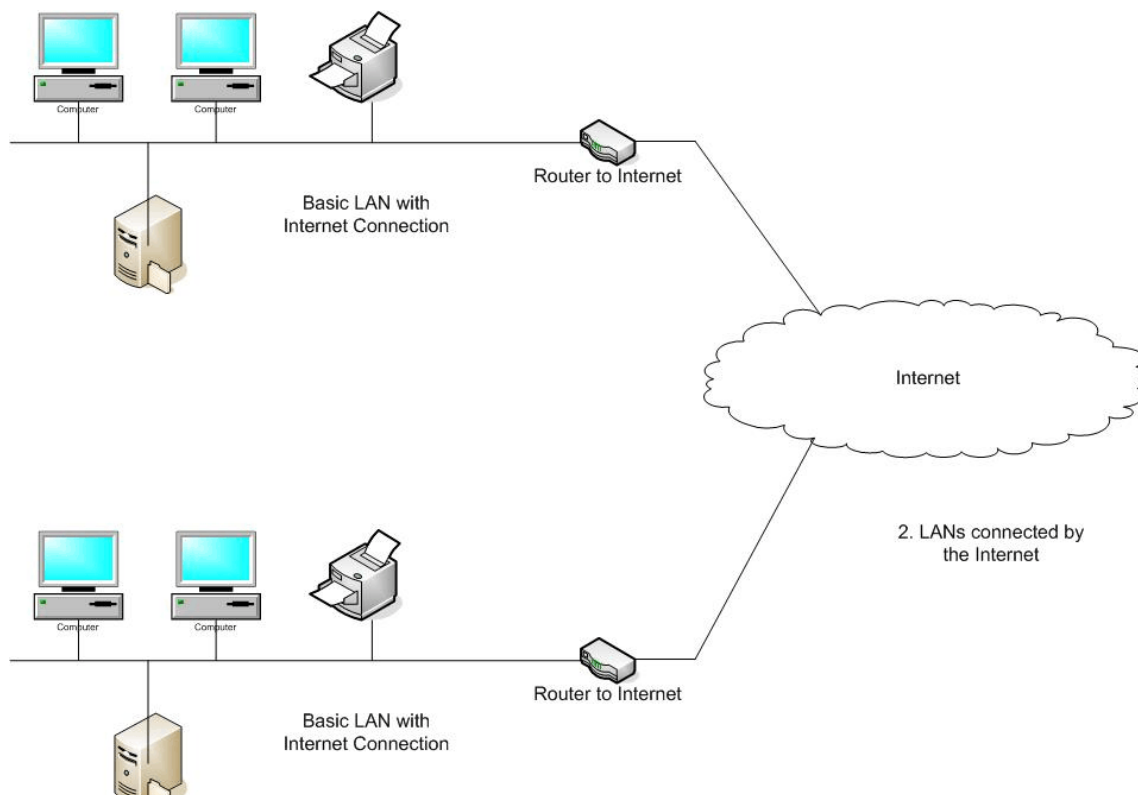 Computer
Computer
Router to Internet
Basic LAN with
Internet Connection
Internet
2. LANs connected by
the Internet
Computer
Computer
Router to Internet
Basic LAN with
Internet Connection